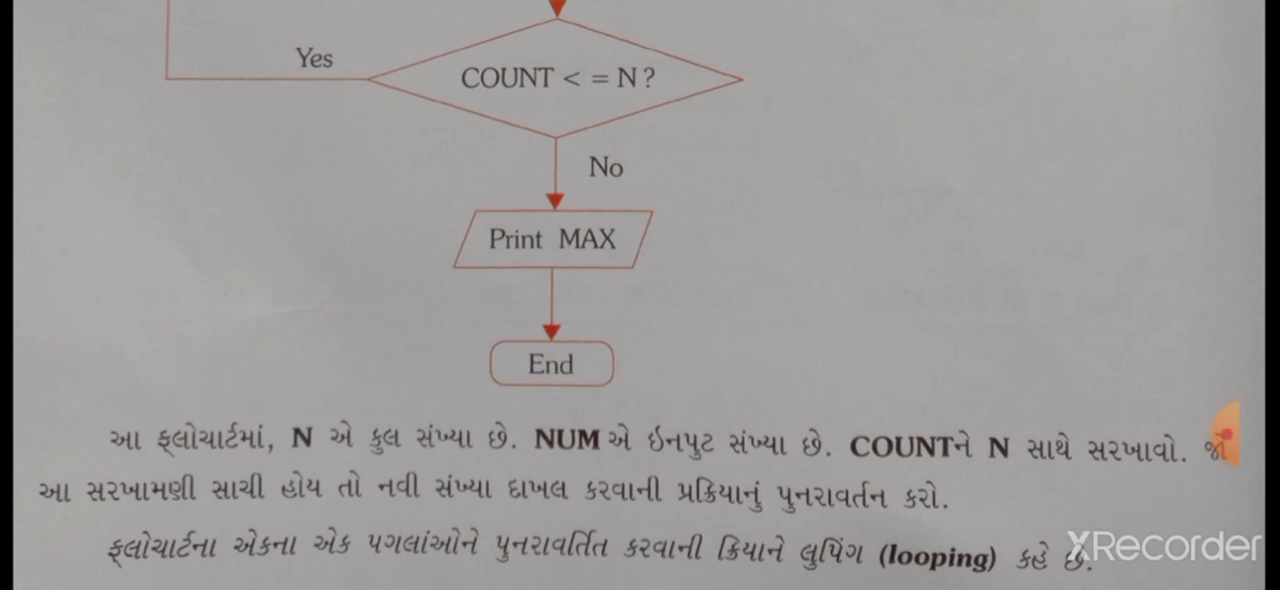 Yes
COUNT < = N ?
No
Print MAX
End
આ ફ્લોચાર્ટમાં, N એ કુલ સંખ્યા છે. NUM એ ઇનપુટ સંખ્યા છે. COUNTને N સાથે સરખાવો. જો
આ સરખામણી સાચી હોય તો નવી સંખ્યા દાખલ કરવાની પ્રક્રિયાનું પુનરાવર્તન કરો.
ફ્લોચાર્ટના એકના એક પગલાંઓને પુનરાવર્તિત કરવાની ક્રિયાને લુપિંગ (looping) કહે છે.
XRecorder